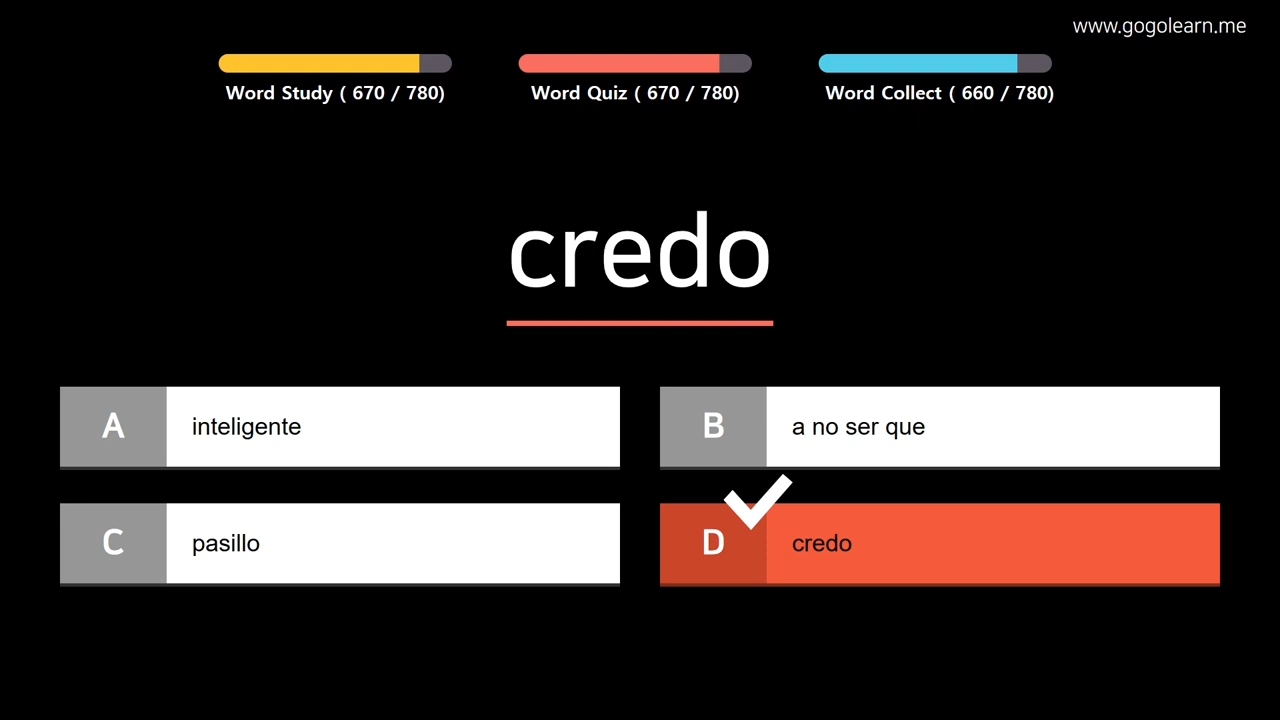 www.gogolearn.me
Word Study ( 670 / 780)
Word Quiz ( 670 / 780)
Word Collect ( 660 / 780)
credo
A inteligente
B a no ser que
C pasillo
D credo